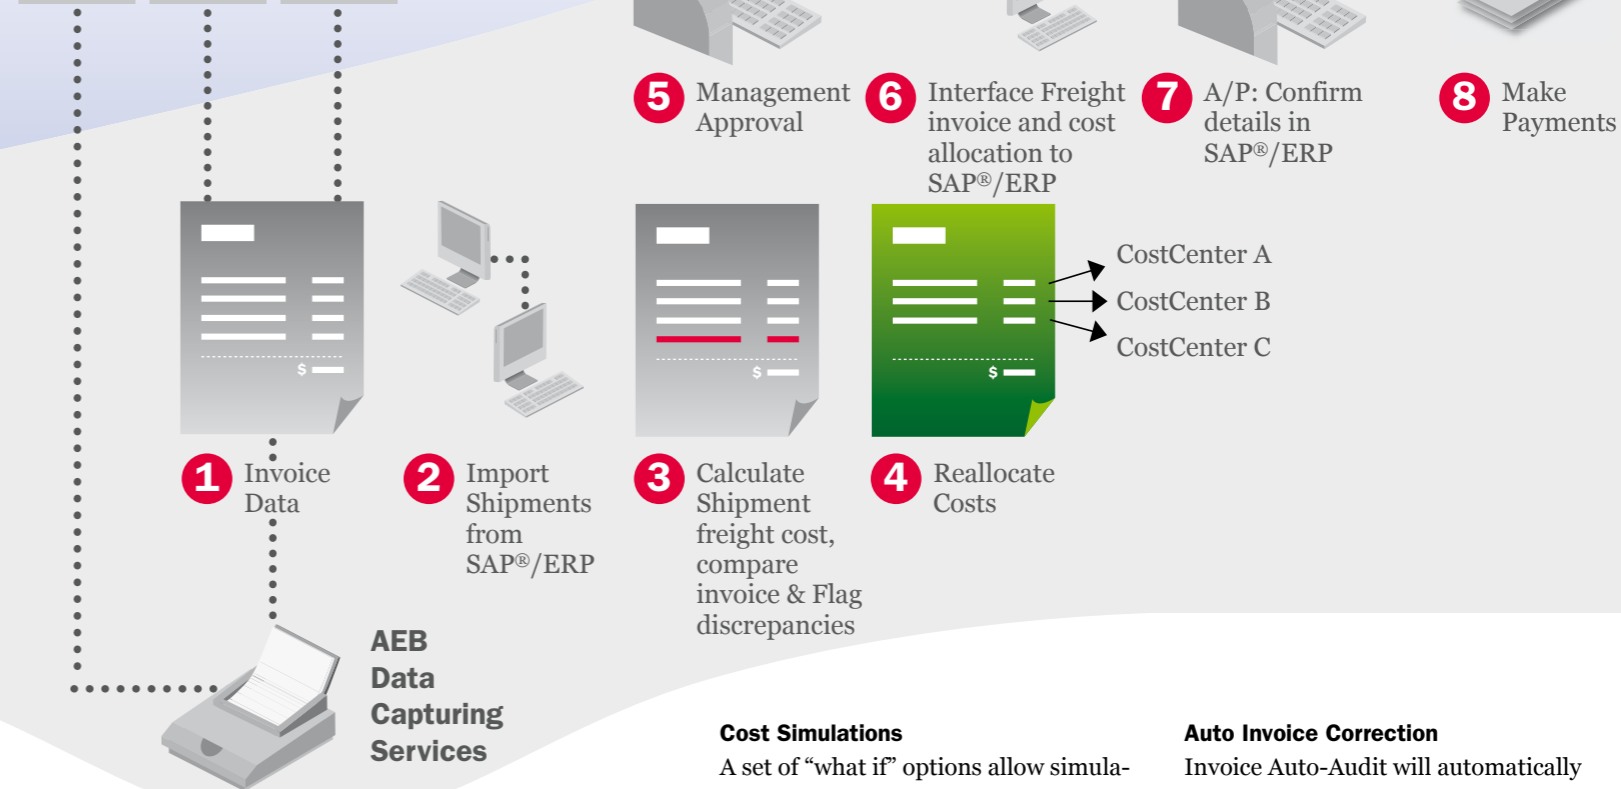 5 Management
Approval
6 Interface Freight
invoice and cost
allocation to
SAP®/ERP
7 A/P: Confirm
details in
SAP®/ERP
8 Make
Payments
$
$
$
CostCenter A
CostCenter B
CostCenter C
1 Invoice
Data
2 Import
Shipments
from
SAP®/ERP
3 Calculate
Shipment
freight cost,
compare
invoice & Flag
discrepancies
4 Reallocate
Costs
AEB
Data
Capturing
Services
Cost Simulations
A set of “what if” options allow simula-
Auto Invoice Correction
Invoice Auto-Audit will automatically